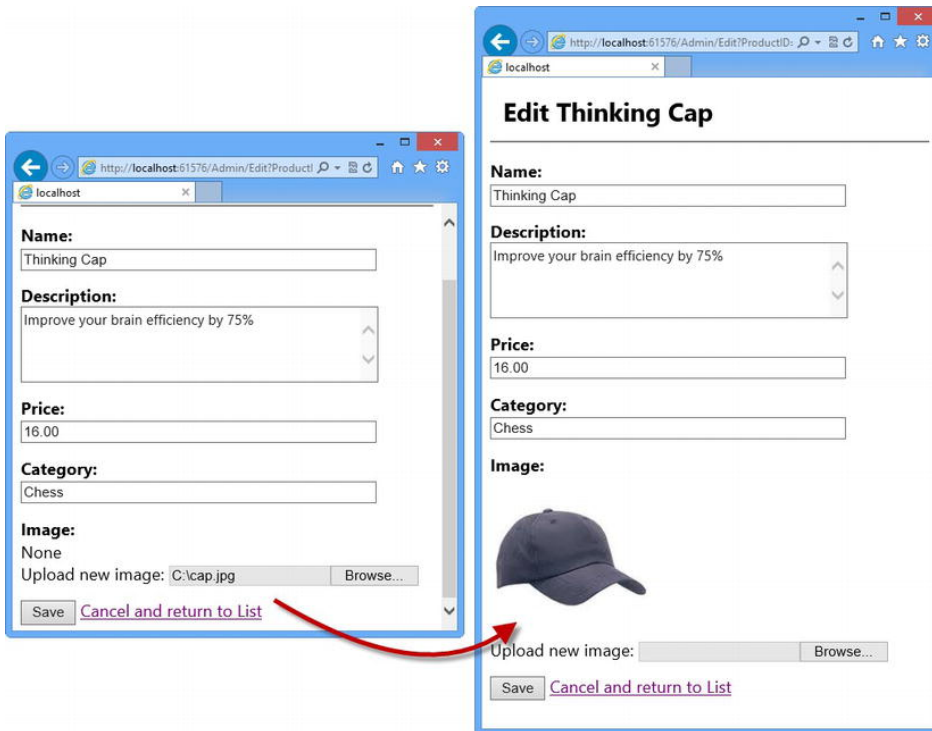 http://localhost:61576/Admin/Edit?ProductI
localhost
Name:
Thinking Cap
Description:
Improve your brain efficiency by 75%
Price:
16.00
Category:
Chess
Image:
None
Upload new image: C:\cap.jpg Browse...
Save Cancel and return to List
http://localhost:61576/Admin/Edit?ProductID:
localhost
Edit Thinking Cap
Name:
Thinking Cap
Description:
Improve your brain efficiency by 75%
Price:
16.00
Category:
Chess
Image:
Upload new image: Browse...
Save Cancel and return to List